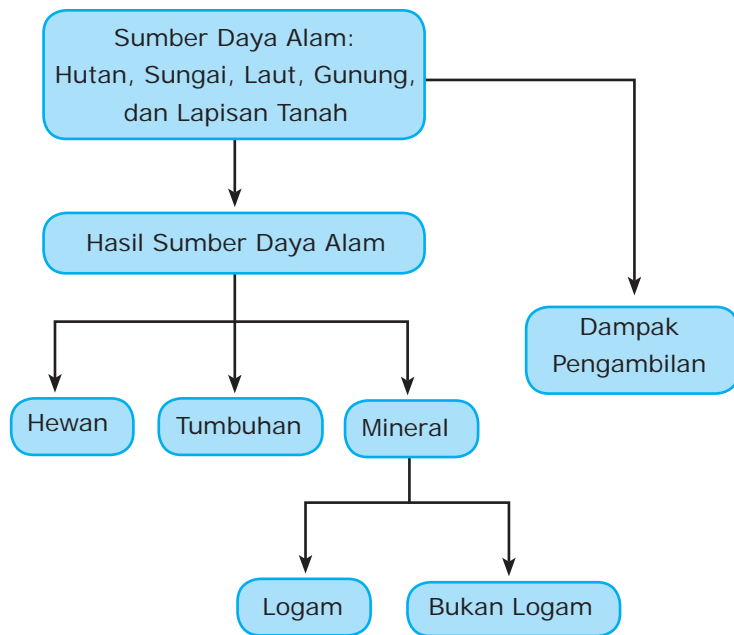 Sumber Daya Alam:
Hutan, Sungai, Laut, Gunung,
dan Lapisan Tanah
Hasil Sumber Daya Alam
Dampak
Pengambilan
Hewan
Tumbuhan
Mineral
Logam
Bukan Logam